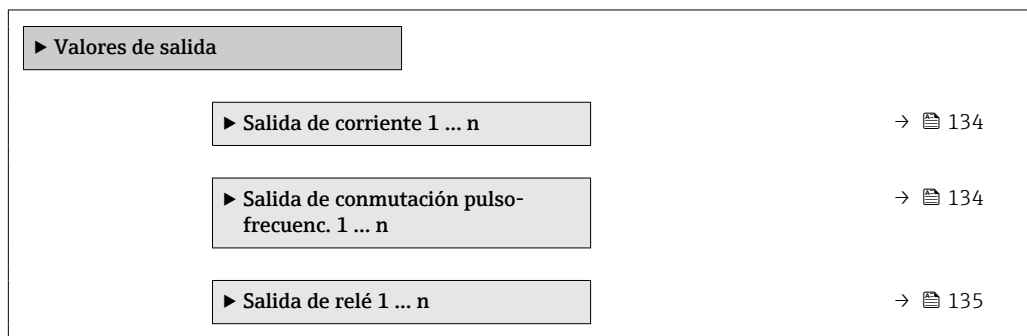 ▶ Valores de salida
▶ Salida de corriente 1 … n → 134
▶ Salida de conmutación pulso-
frecuenc. 1 … n → 134
▶ Salida de relé 1 … n → 135